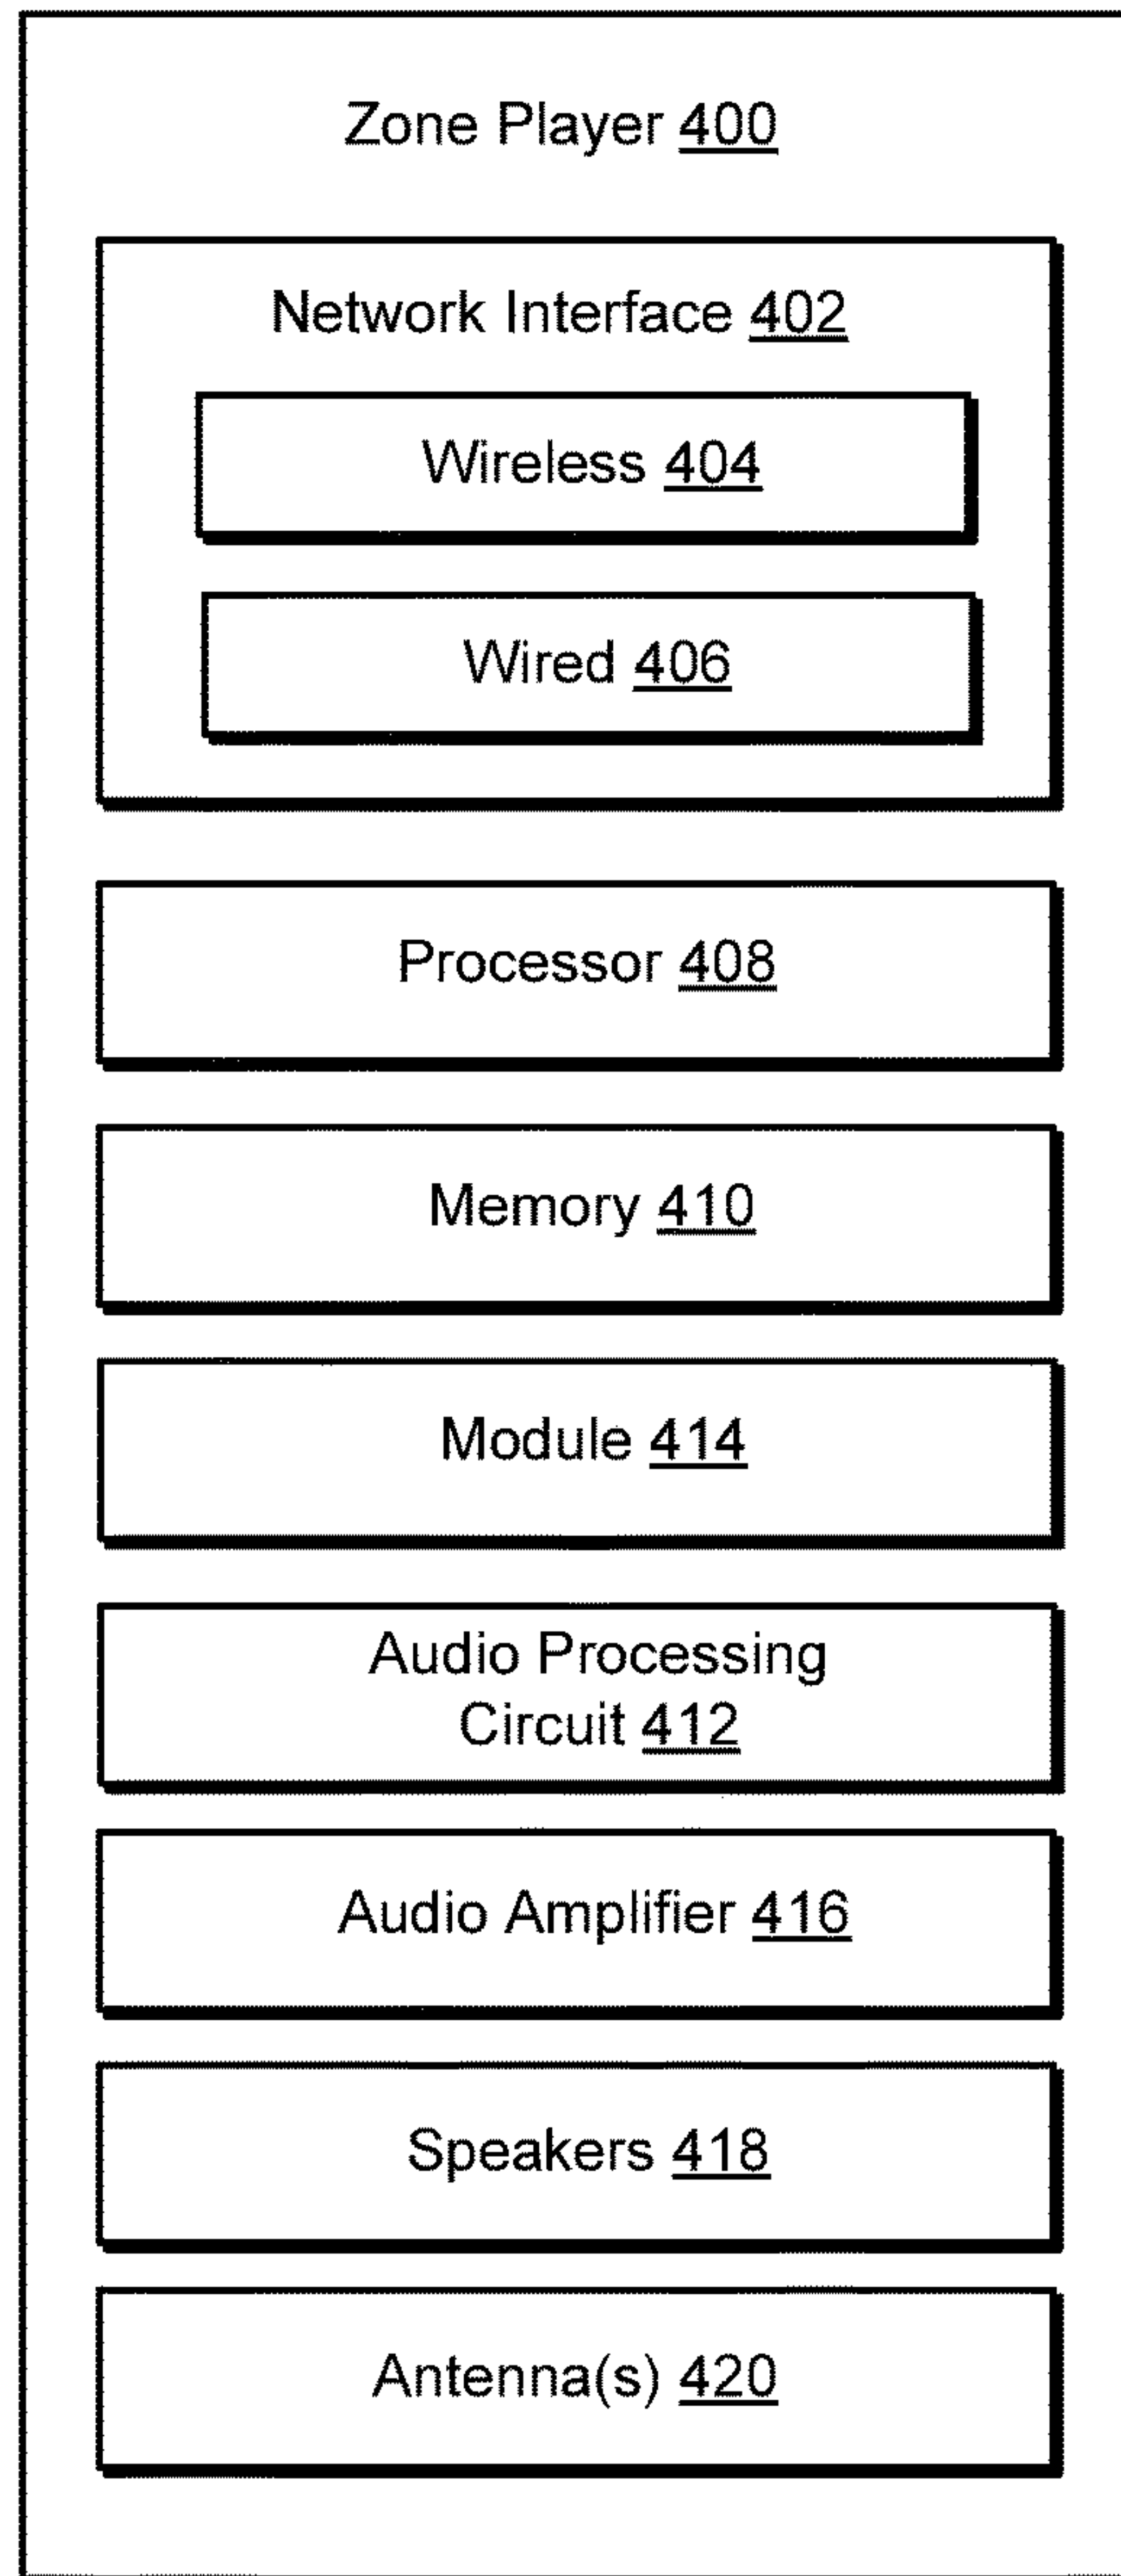 Zone Player 400
Network Interface 402
Wireless 404
Wired 406
Processor 408
Memory 410
Module 414
Audio Processing
Circuit 412
Audio Amplifier 416
Speakers 418
Antenna(s) 420